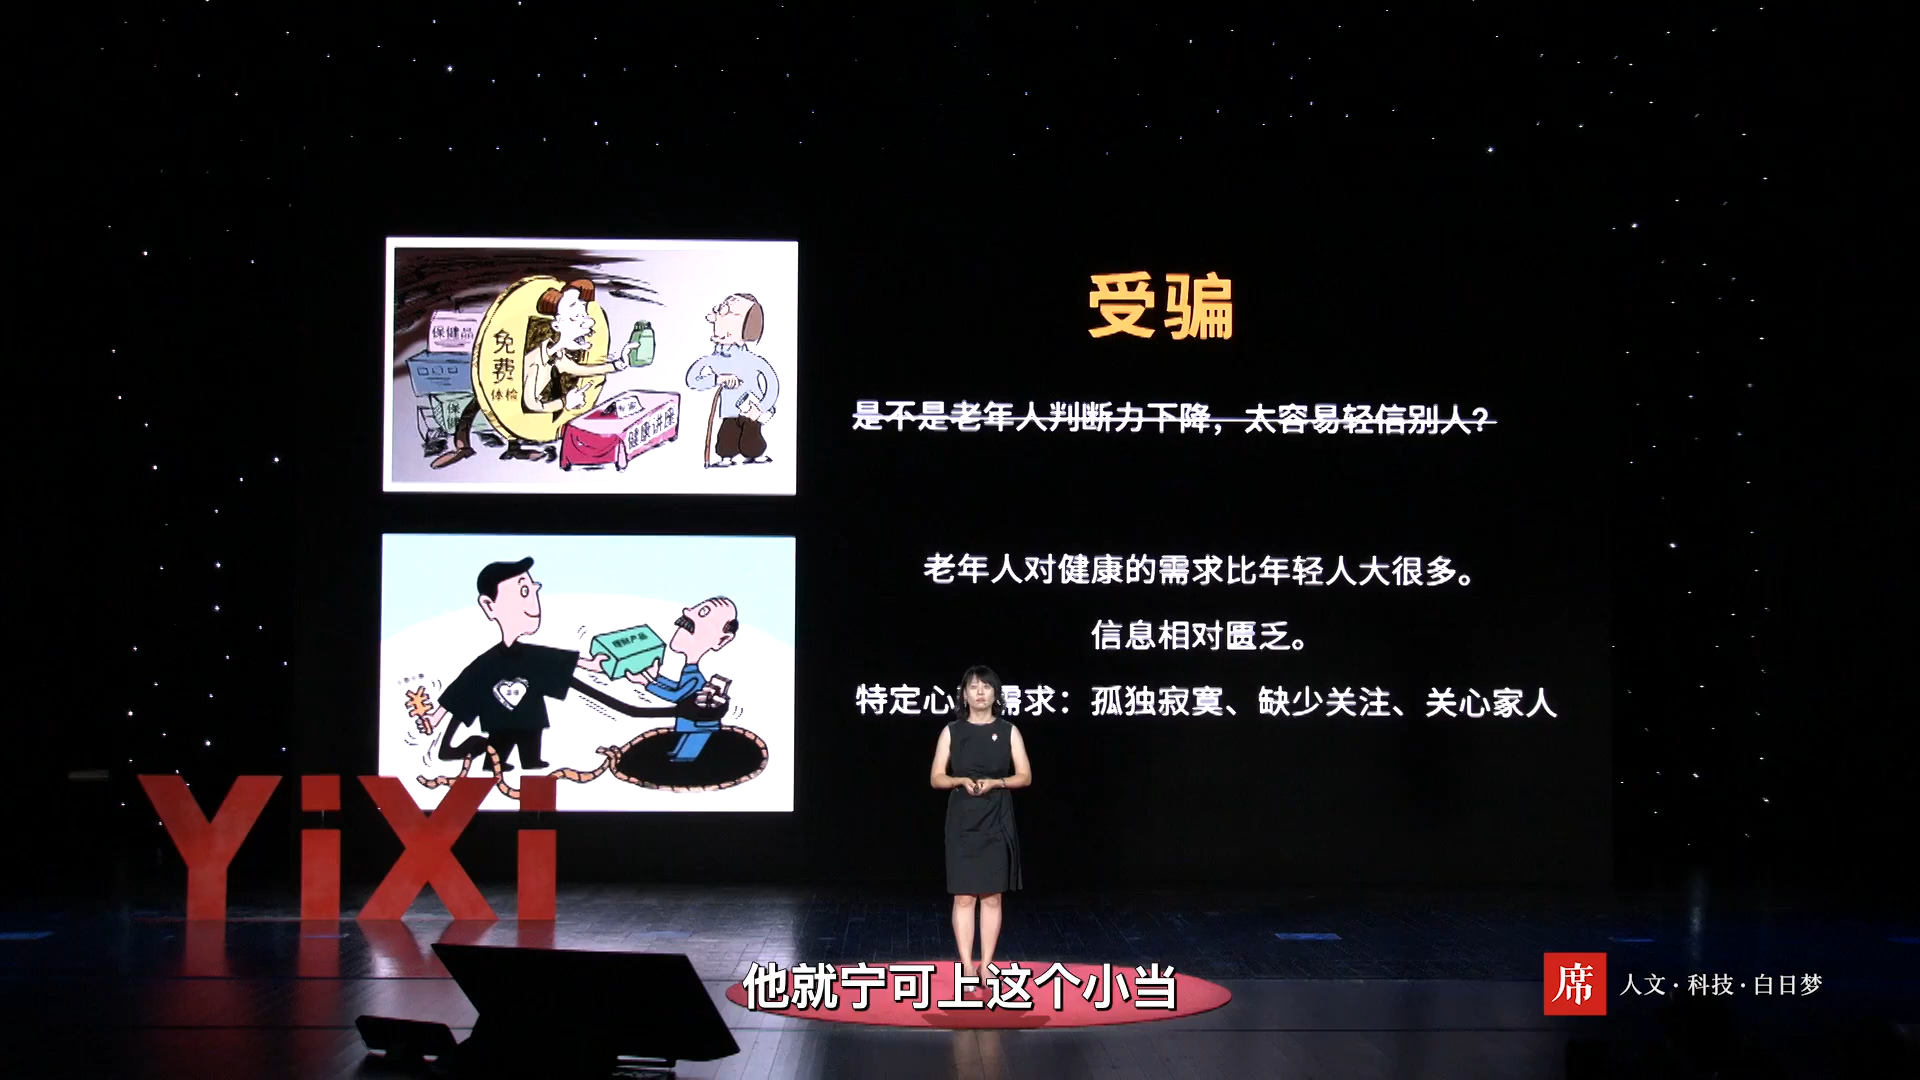 受骗
是不是老年人判断力下降，太容易轻信别人？
老年人对健康的需求比年轻人大很多。
信息相对匮乏。
特定心 需求：孤独寂寞、缺少关注、关心家人
保健品
免费
体检
健康讲座
理财产品
YiXi
他就宁可上这个小当
席
人文·科技·白日梦